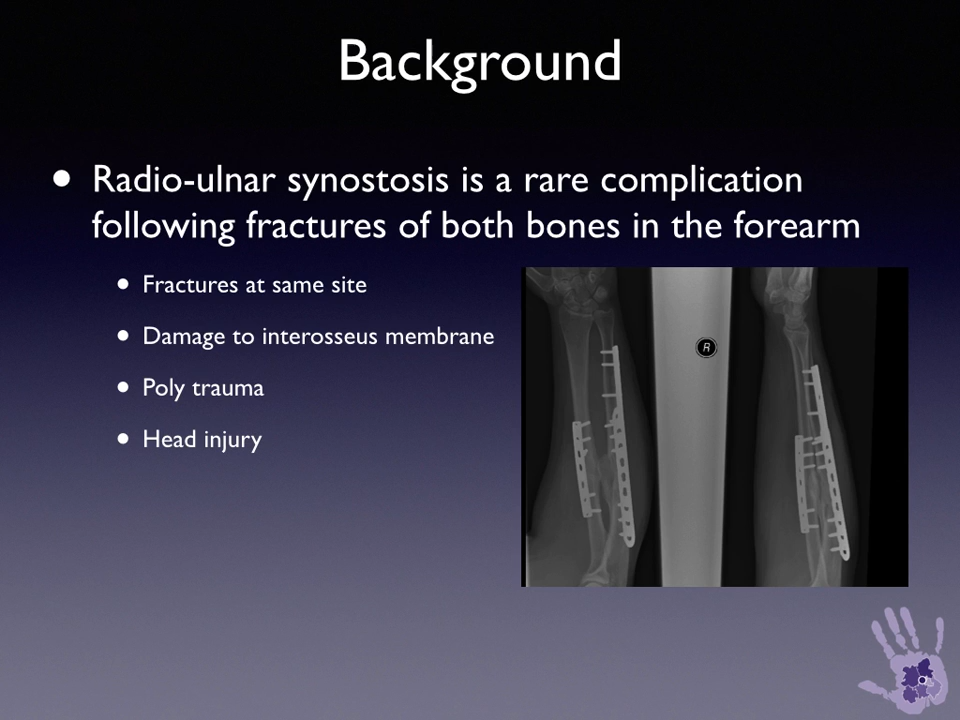 Background
• Radio-ulnar synostosis is a rare complication
following fractures of both bones in the forearm
• Fractures at same site
• Damage to interosseus membrane
• Poly trauma
• Head injury
R